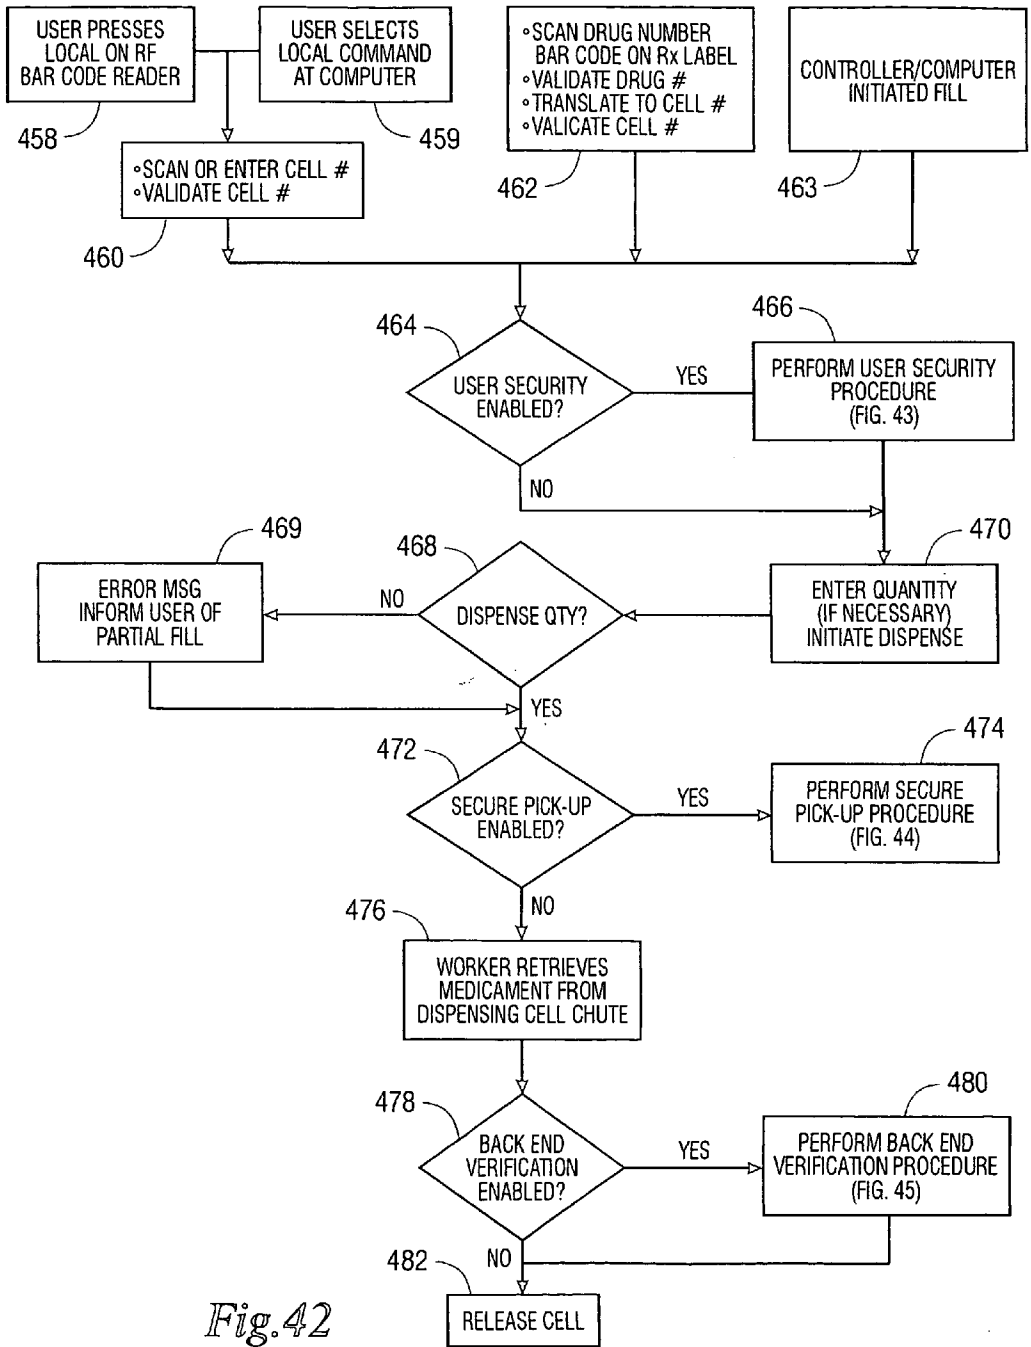 USER PRESSES
LOCAL ON RF
BAR CODE READER
458
USER SELECTS
LOCAL COMMAND
AT COMPUTER
459
∘SCAN DRUG NUMBER
BAR CODE ON Rx LABEL
∘VALIDATE DRUG #
∘TRANSLATE TO CELL #
∘VALICATE CELL #
462
CONTROLLER/COMPUTER
INITIATED FILL
463
∘SCAN OR ENTER CELL #
∘VALIDATE CELL #
460
464
USER SECURITY
ENABLED?
YES
NO
466
PERFORM USER SECURITY
PROCEDURE
(FIG. 43)
470
ENTER QUANTITY
(IF NECESSARY)
INITIATE DISPENSE
468
DISPENSE QTY?
NO
YES
469
ERROR MSG
INFORM USER OF
PARTIAL FILL
472
SECURE PICK-UP
ENABLED?
YES
NO
474
PERFORM SECURE
PICK-UP PROCEDURE
(FIG. 44)
476
WORKER RETRIEVES
MEDICAMENT FROM
DISPENSING CELL CHUTE
478
BACK END
VERIFICATION
ENABLED?
YES
NO
480
PERFORM BACK END
VERIFICATION PROCEDURE
(FIG. 45)
482
RELEASE CELL
Fig.42